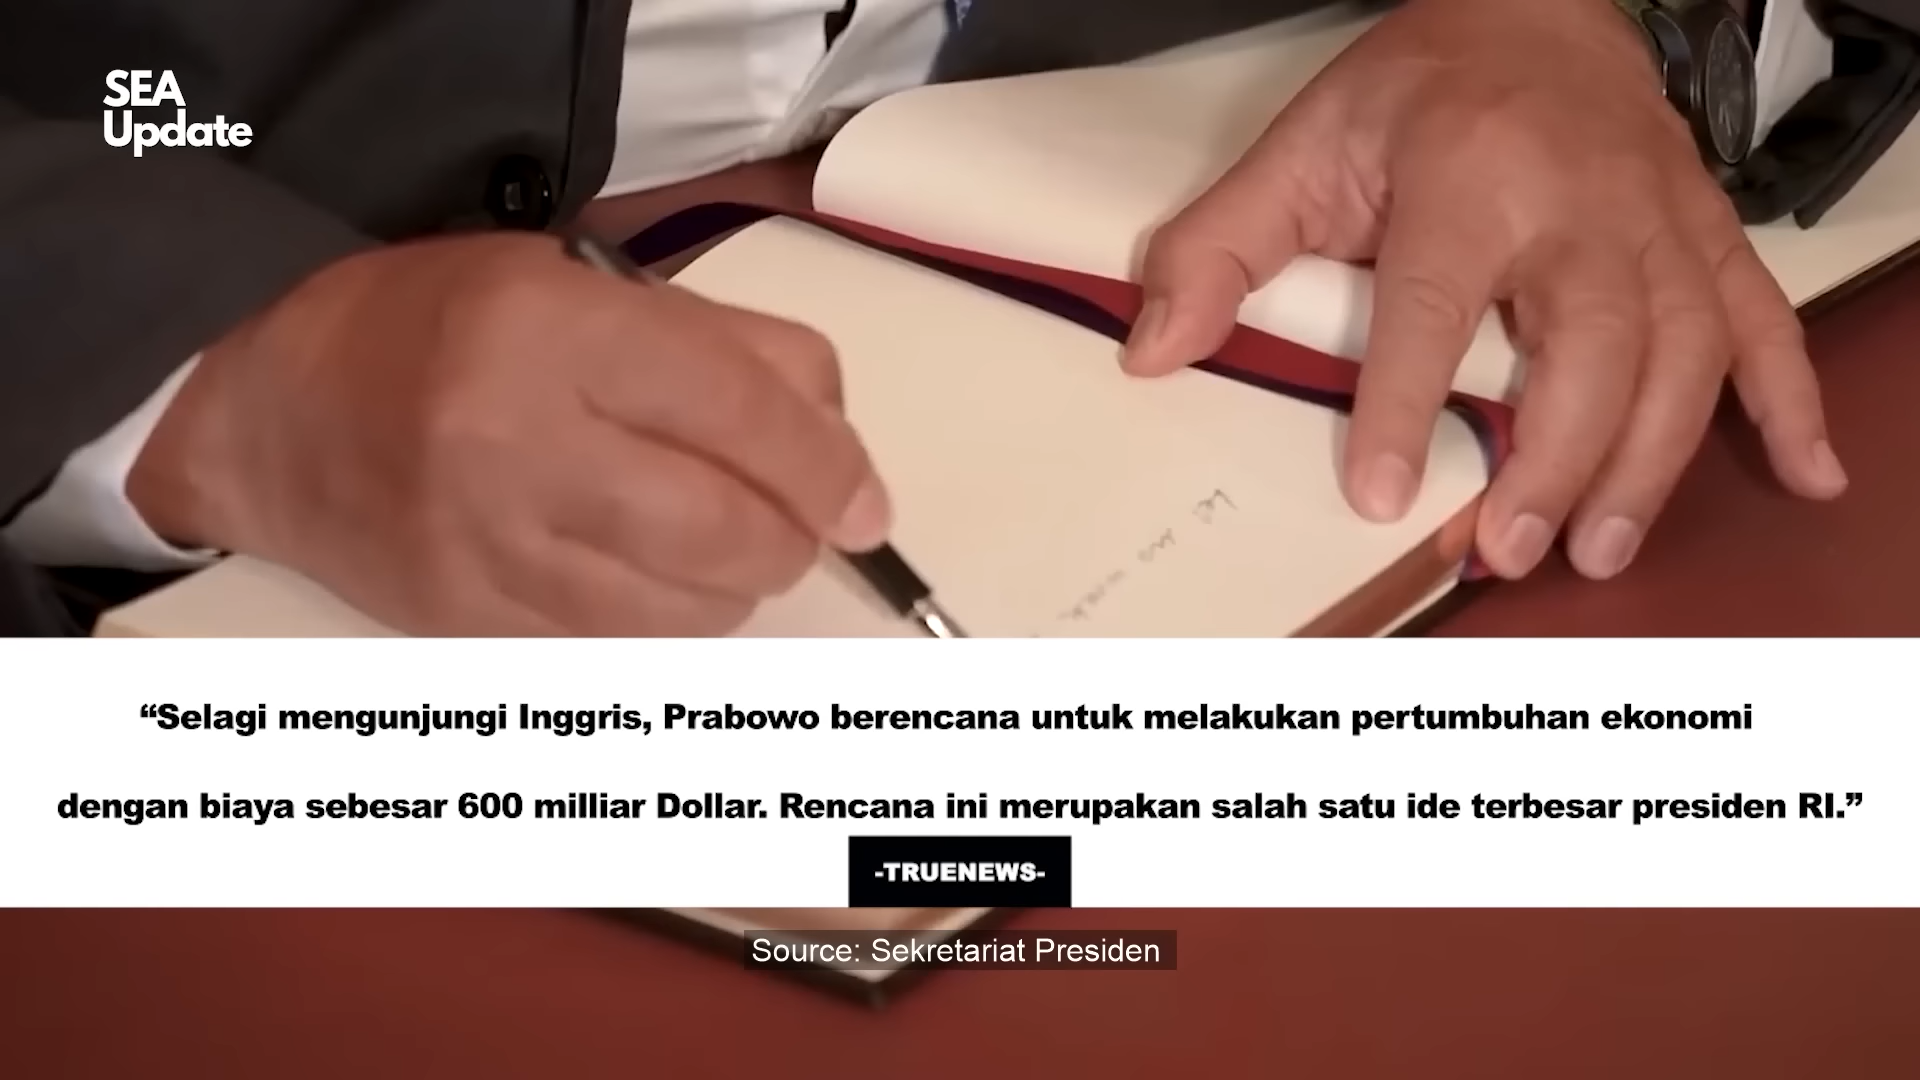 SEA
Update
“Selagi mengunjungi Inggris, Prabowo berencana untuk melakukan pertumbuhan ekonomi
dengan biaya sebesar 600 milliar Dollar. Rencana ini merupakan salah satu ide terbesar presiden RI.”
-TRUENEWS-
Source: Sekretariat Presiden